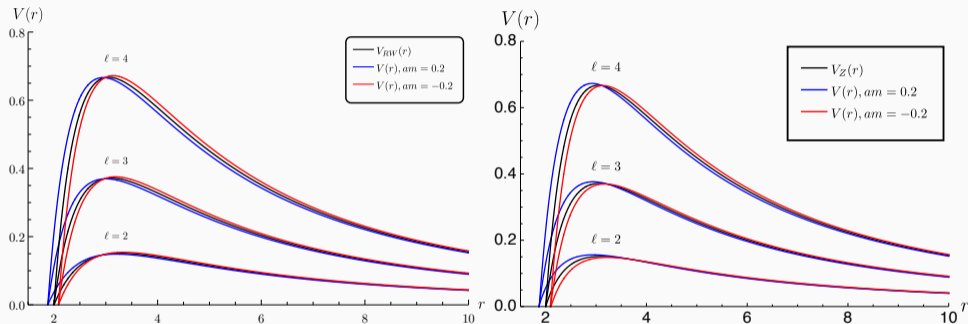 V(r)
0.8
0.6
0.4
0.2
0.0
2
4
6
8
10
r
ℓ = 4
ℓ = 3
ℓ = 2
V_{RW}(r)
V(r), am = 0.2
V(r), am = −0.2
V(r)
0.8
0.6
0.4
0.2
0.0
2
4
6
8
10
r
ℓ = 4
ℓ = 3
ℓ = 2
V_Z(r)
V(r), am = 0.2
V(r), am = −0.2